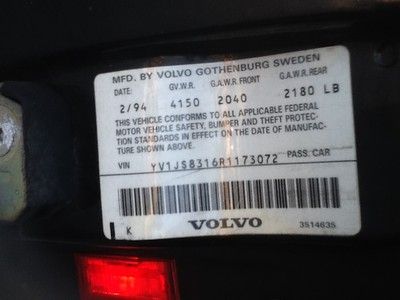 MFD. BY VOLVO GOTHENBURG SWEDEN
DATE G.V.W.R. G.A.W.R. FRONT G.A.W.R. REAR
2/94 4150 2040 2180 LB
THIS VEHICLE CONFORMS TO ALL APPLICABLE FEDERAL
MOTOR VEHICLE SAFETY, BUMPER AND THEFT PROTEC-
TION STANDARDS IN EFFECT ON THE DATE OF MANUFAC-
TURE SHOWN ABOVE.
VIN YV1JS8316R1173072 PASS. CAR
K VOLVO 3514635